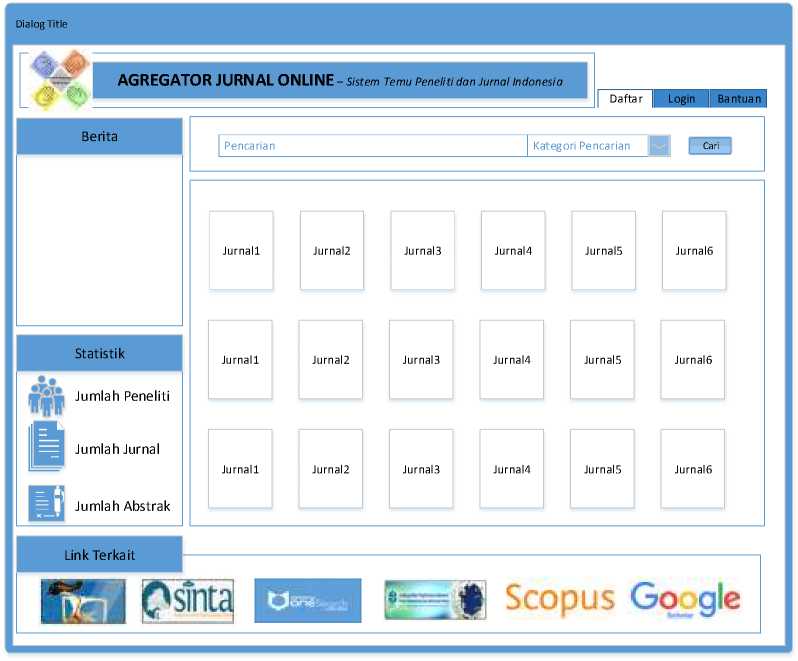 Dialog Title
AGREGATOR JURNAL ONLINE – Sistem Temu Peneliti dan Jurnal Indonesia
Daftar Login Bantuan
Berita
Pencarian Kategori Pencarian Cari
Jurnal1 Jurnal2 Jurnal3 Jurnal4 Jurnal5 Jurnal6
Statistik
Jurnal1 Jurnal2 Jurnal3 Jurnal4 Jurnal5 Jurnal6
Jumlah Peneliti
Jumlah Jurnal
Jurnal1 Jurnal2 Jurnal3 Jurnal4 Jurnal5 Jurnal6
Jumlah Abstrak
Link Terkait
sinta
OneSearch
Scopus
Google